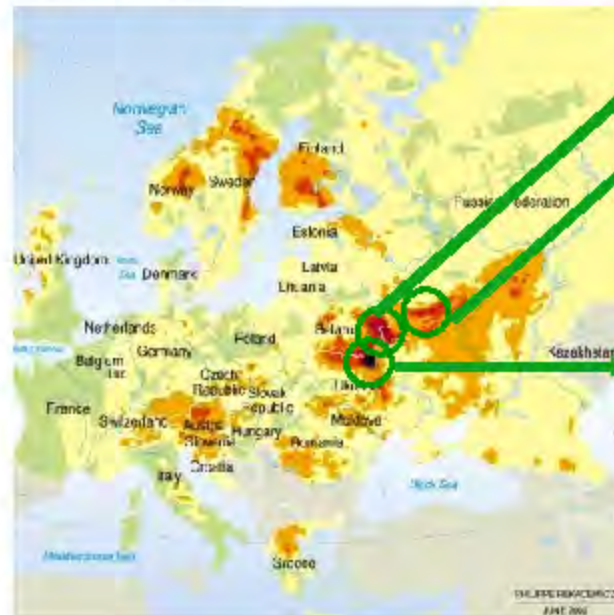 Norwegian
Sea
Finland
Norway
Sweden
Russian Federation
Estonia
United Kingdom
Denmark
Latvia
Lithuania
Netherlands
Poland
Belgium
Germany
Kazakhstan
Czech
Republic
Slovak
Republic
France
Switzerland
Austria
Hungary
Moldova
Slovenia
Romania
Croatia
Italy
Black Sea
Greece